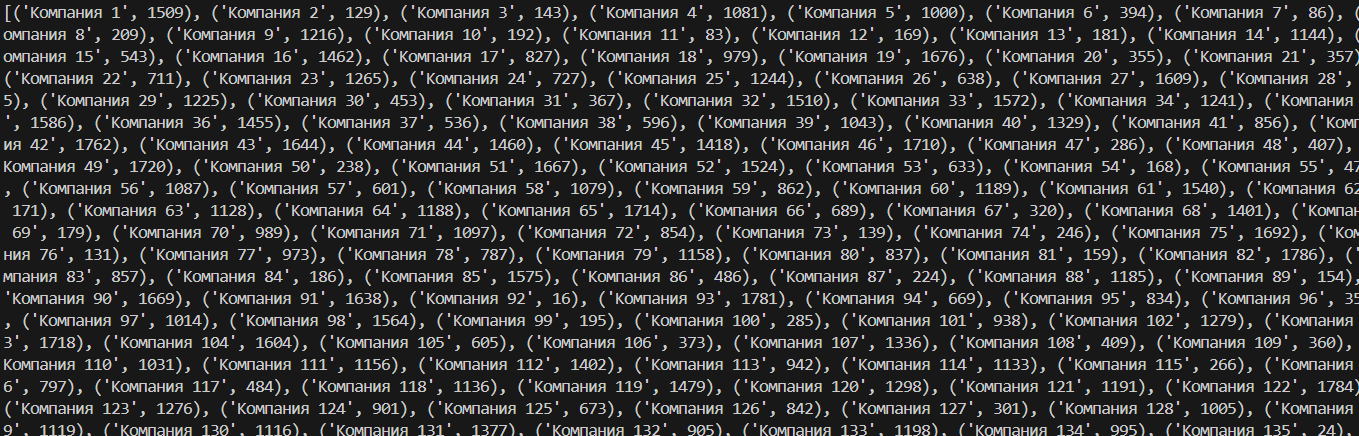 [('Компания 1', 1509), ('Компания 2', 129), ('Компания 3', 143), ('Компания 4', 1081), ('Компания 5', 1000), ('Компания 6', 394), ('Компания 7', 86), (
омпания 8', 209), ('Компания 9', 1216), ('Компания 10', 192), ('Компания 11', 83), ('Компания 12', 169), ('Компания 13', 181), ('Компания 14', 1144), (
омпания 15', 543), ('Компания 16', 1462), ('Компания 17', 827), ('Компания 18', 979), ('Компания 19', 1676), ('Компания 20', 355), ('Компания 21', 357)
('Компания 22', 711), ('Компания 23', 1265), ('Компания 24', 727), ('Компания 25', 1244), ('Компания 26', 638), ('Компания 27', 1609), ('Компания 28',
5), ('Компания 29', 1225), ('Компания 30', 453), ('Компания 31', 367), ('Компания 32', 1510), ('Компания 33', 1572), ('Компания 34', 1241), ('Компания
', 1586), ('Компания 36', 1455), ('Компания 37', 536), ('Компания 38', 596), ('Компания 39', 1043), ('Компания 40', 1329), ('Компания 41', 856), ('Комп
ия 42', 1762), ('Компания 43', 1644), ('Компания 44', 1460), ('Компания 45', 1418), ('Компания 46', 1710), ('Компания 47', 286), ('Компания 48', 407),
Компания 49', 1720), ('Компания 50', 238), ('Компания 51', 1667), ('Компания 52', 1524), ('Компания 53', 633), ('Компания 54', 168), ('Компания 55', 47
, ('Компания 56', 1087), ('Компания 57', 601), ('Компания 58', 1079), ('Компания 59', 862), ('Компания 60', 1189), ('Компания 61', 1540), ('Компания 62
171), ('Компания 63', 1128), ('Компания 64', 1188), ('Компания 65', 1714), ('Компания 66', 689), ('Компания 67', 320), ('Компания 68', 1401), ('Компан
69', 179), ('Компания 70', 989), ('Компания 71', 1097), ('Компания 72', 854), ('Компания 73', 139), ('Компания 74', 246), ('Компания 75', 1692), ('Ком
ния 76', 131), ('Компания 77', 973), ('Компания 78', 787), ('Компания 79', 1158), ('Компания 80', 837), ('Компания 81', 159), ('Компания 82', 1786), ('
мпания 83', 857), ('Компания 84', 186), ('Компания 85', 1575), ('Компания 86', 486), ('Компания 87', 224), ('Компания 88', 1185), ('Компания 89', 154),
'Компания 90', 1669), ('Компания 91', 1638), ('Компания 92', 16), ('Компания 93', 1781), ('Компания 94', 669), ('Компания 95', 834), ('Компания 96', 35
, ('Компания 97', 1014), ('Компания 98', 1564), ('Компания 99', 195), ('Компания 100', 285), ('Компания 101', 938), ('Компания 102', 1279), ('Компания
3', 1718), ('Компания 104', 1604), ('Компания 105', 605), ('Компания 106', 373), ('Компания 107', 1336), ('Компания 108', 409), ('Компания 109', 360),
Компания 110', 1031), ('Компания 111', 1156), ('Компания 112', 1402), ('Компания 113', 942), ('Компания 114', 1133), ('Компания 115', 266), ('Компания
6', 797), ('Компания 117', 484), ('Компания 118', 1136), ('Компания 119', 1479), ('Компания 120', 1298), ('Компания 121', 1191), ('Компания 122', 1784)
('Компания 123', 1276), ('Компания 124', 901), ('Компания 125', 673), ('Компания 126', 842), ('Компания 127', 301), ('Компания 128', 1005), ('Компания
9', 1119), ('Компания 130', 1116), ('Компания 131', 1377), ('Компания 132', 905), ('Компания 133', 1198), ('Компания 134', 995), ('Компания 135', 24),